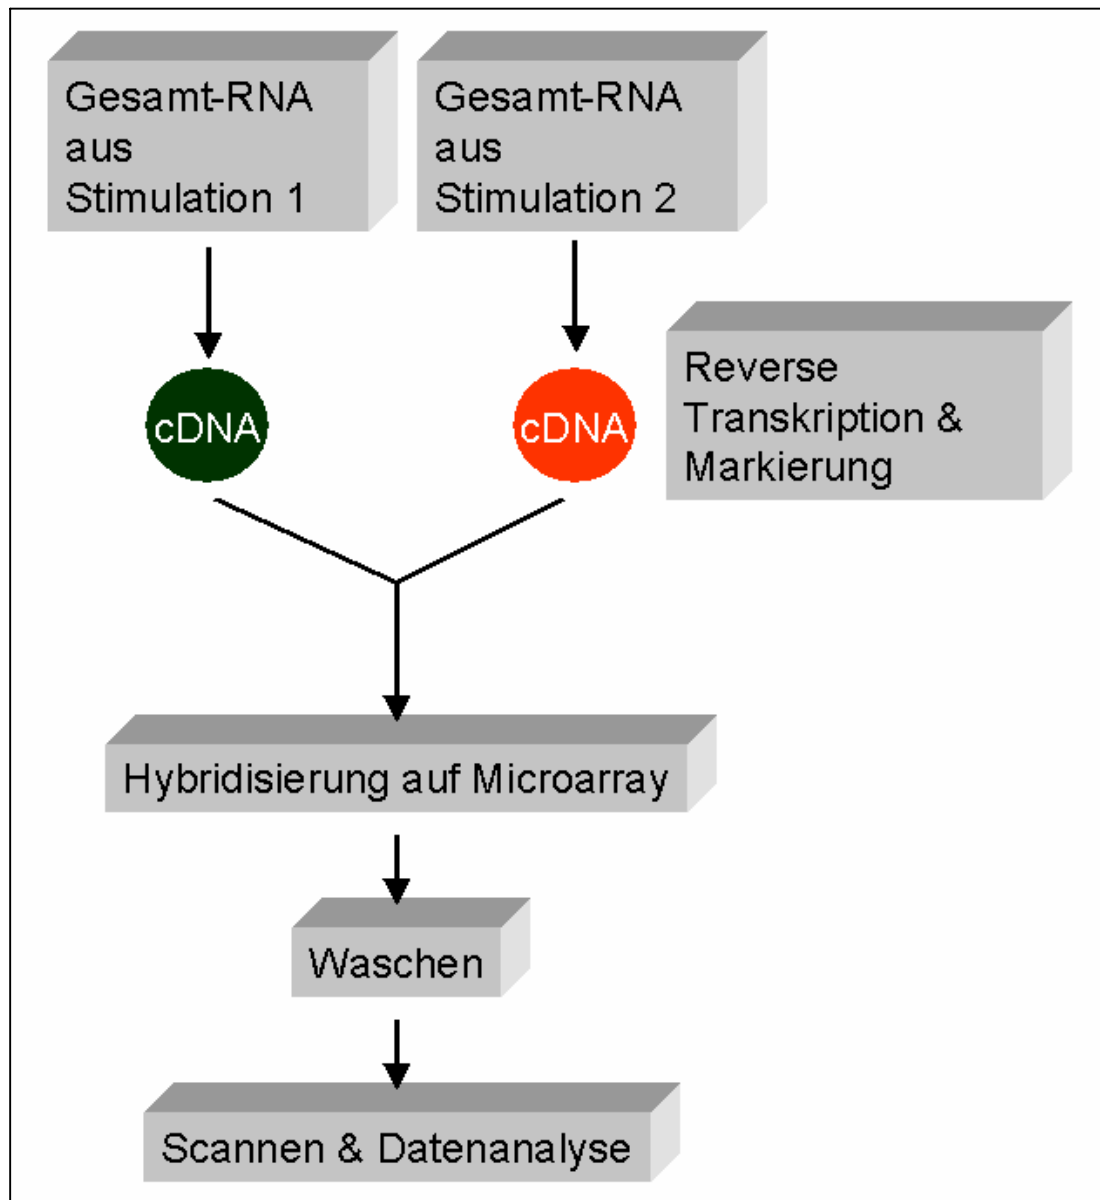 Gesamt-RNA
aus
Stimulation 1
Gesamt-RNA
aus
Stimulation 2
cDNA
cDNA
Reverse
Transkription &
Markierung
Hybridisierung auf Microarray
Waschen
Scannen & Datenanalyse